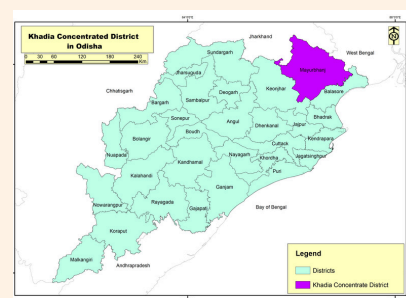 Khadia Concentrated District
in Odisha
0 30 60 120 180 240
Km
N
Jharkhand
West Bengal
Sundargarh
Mayurbhanj
Jharsuguda
Keonjhar
Balasore
Chhatisgarh
Deogarh
Bargarh
Sambalpur
Bhadrak
Sonepur
Angul
Dhenkanal
Jajpur
Kendrapara
Bolangir
Boudh
Cuttack
Jagatsinghpur
Nuapada
Nayagarh
Khordha
Kandhamal
Puri
Kalahandi
Ganjam
Nowarangpur
Rayagada
Gajapati
Bay of Bengal
Koraput
Malkangiri
Andhrapradesh
Legend
Districts
Khadia Concentrate District